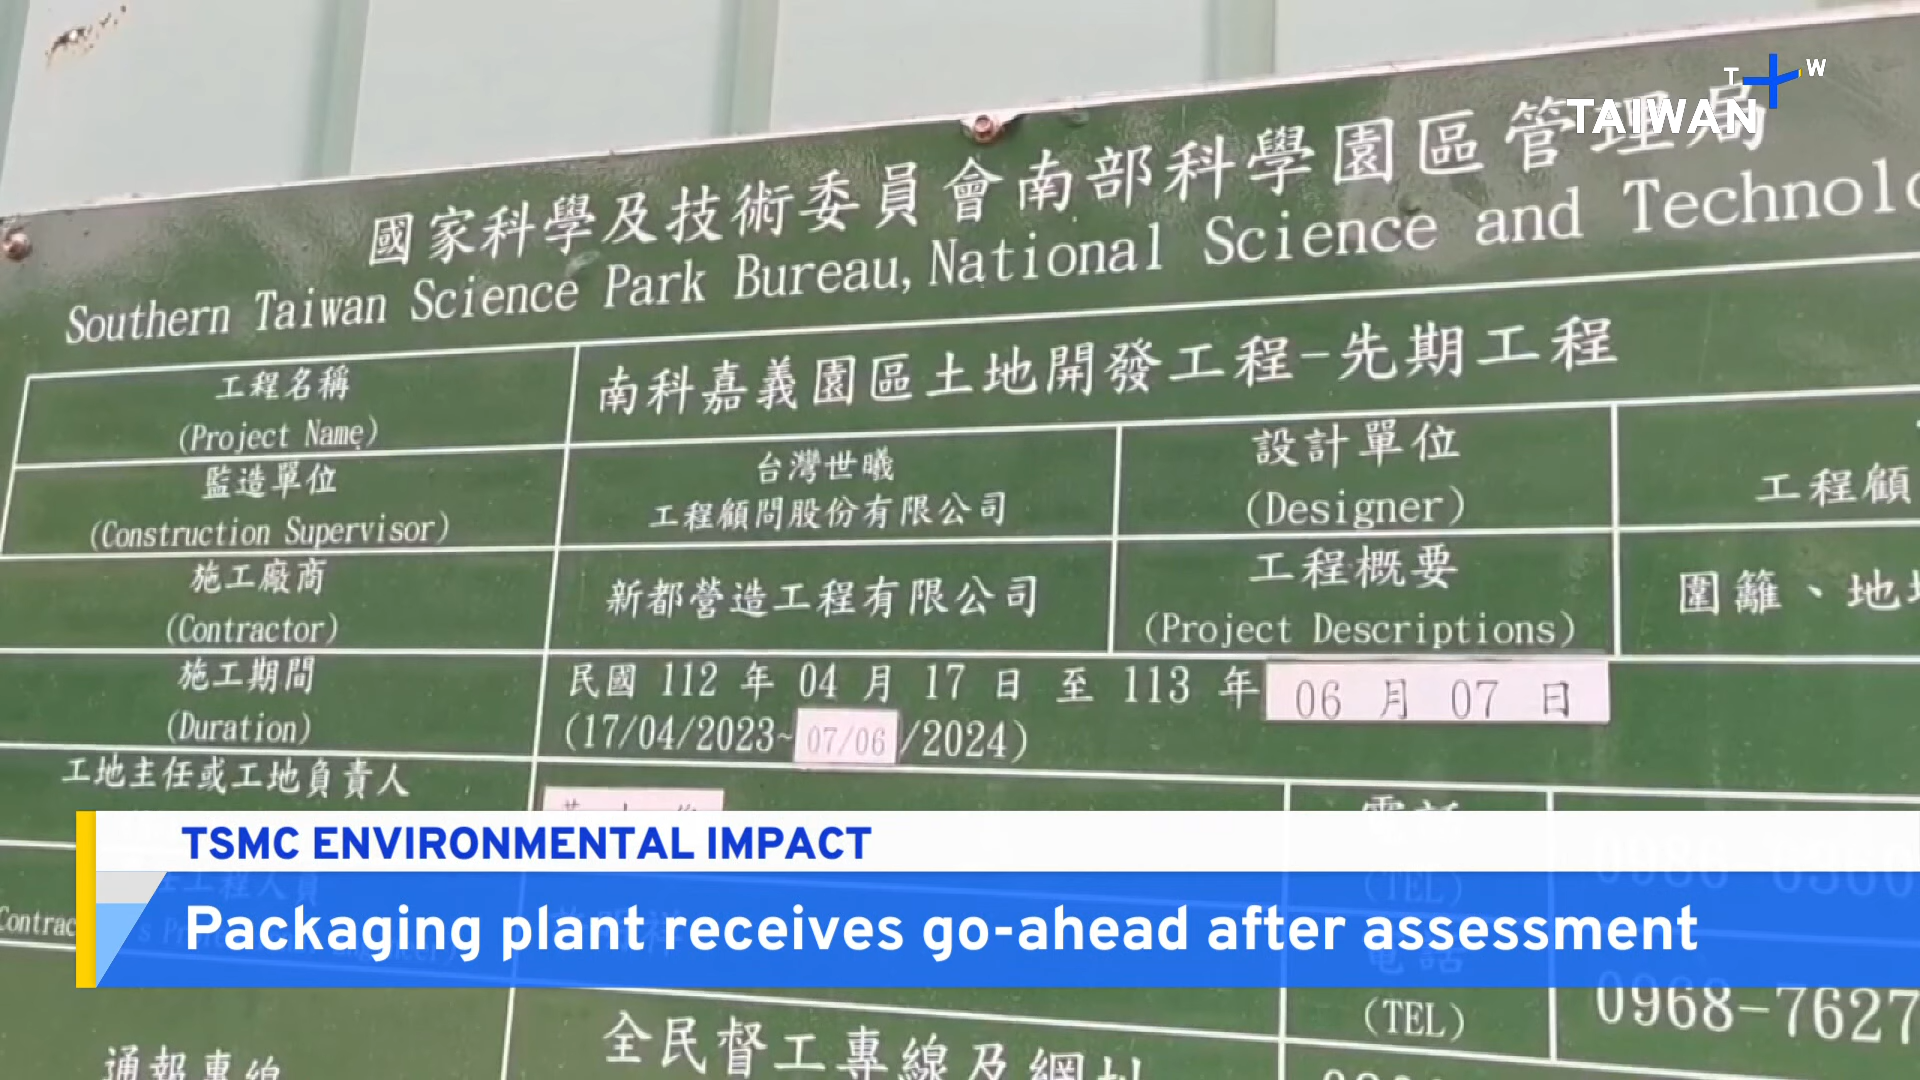 T W
TAIWAN
國家科學及技術委員會南部科學園區管理局
Southern Taiwan Science Park Bureau, National Science and
工程名稱
(Project Name)
南科嘉義園區土地開發工程-先期工程
監造單位
(Construction Supervisor)
台灣世曦
工程顧問股份有限公司
設計單位
(Designer)
工程顧
施工廠商
(Contractor)
新都營造工程有限公司
工程概要
(Project Descriptions)
圍籬、地
施工期間
(Duration)
民國 112 年 04 月 17 日 至 113 年 06 月 07 日
(17/04/2023~07/06/2024)
工地主任或工地負責人
TSMC ENVIRONMENTAL IMPACT
(TEL)
Packaging plant receives go-ahead after assessment
電話
(TEL)
0968-7627
全民督工專線及網址
通報專線